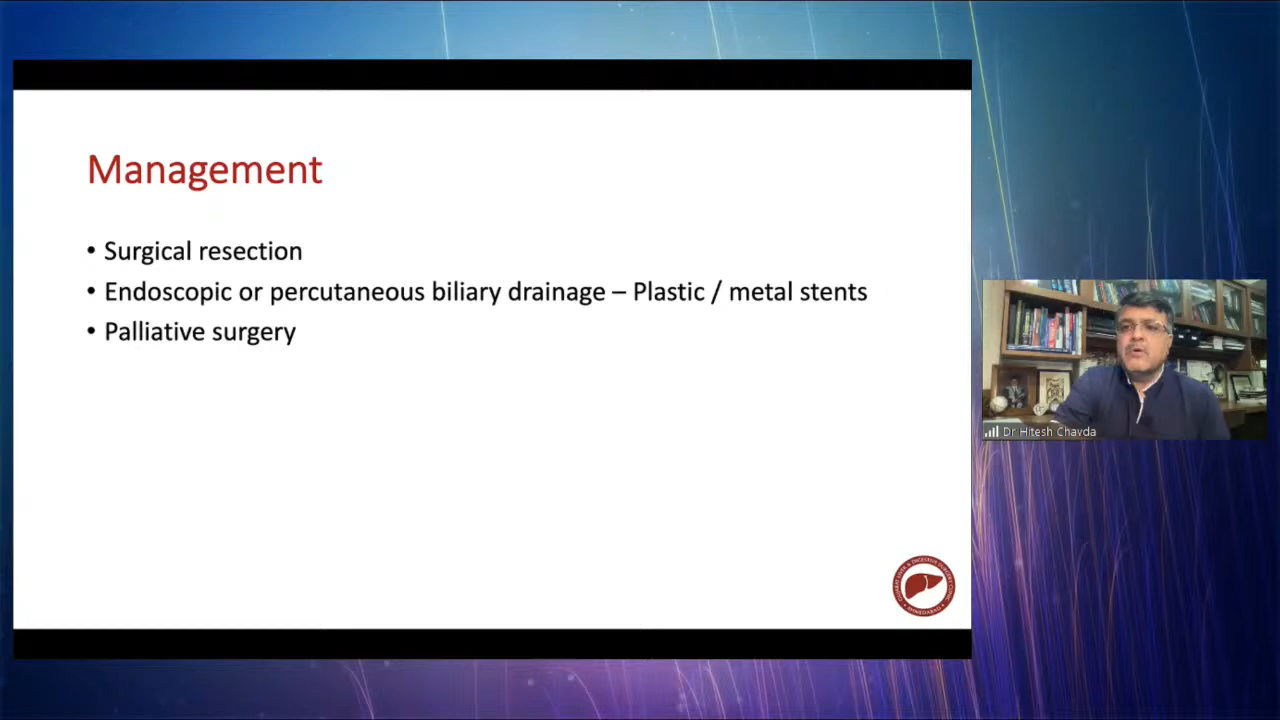 Management
• Surgical resection
• Endoscopic or percutaneous biliary drainage – Plastic / metal stents
• Palliative surgery
Dr Hitesh Chavda